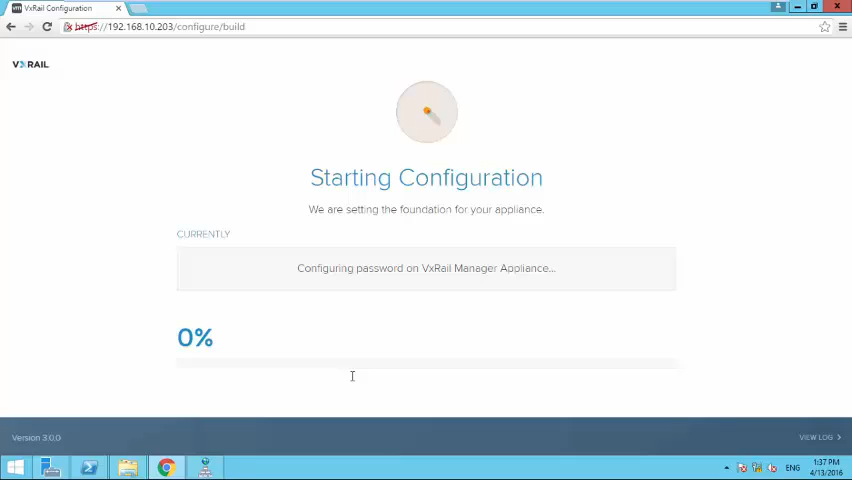 VxRail Configuration
https://192.168.10.203/configure/build
VXRAIL
Starting Configuration
We are setting the foundation for your appliance.
CURRENTLY
Configuring password on VxRail Manager Appliance...
0%
Version 3.0.0
VIEW LOG
ENG
1:37 PM
4/13/2016